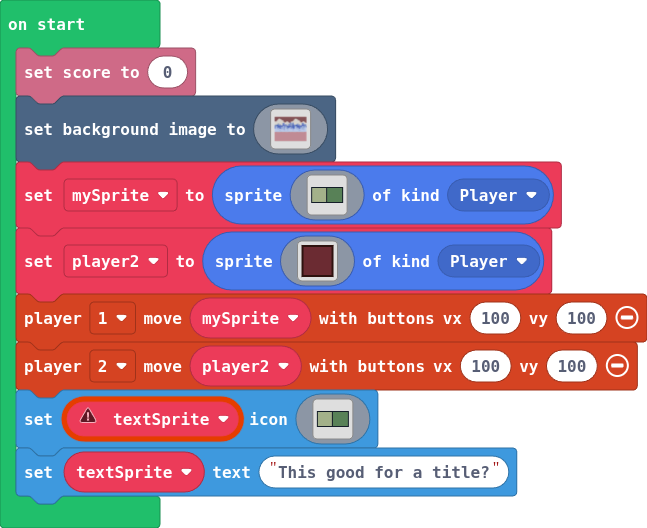 on start
set score to 0
set background image to
set mySprite to sprite of kind Player
set player2 to sprite of kind Player
player 1 move mySprite with buttons vx 100 vy 100
player 2 move player2 with buttons vx 100 vy 100
set textSprite icon
set textSprite text "This good for a title?"